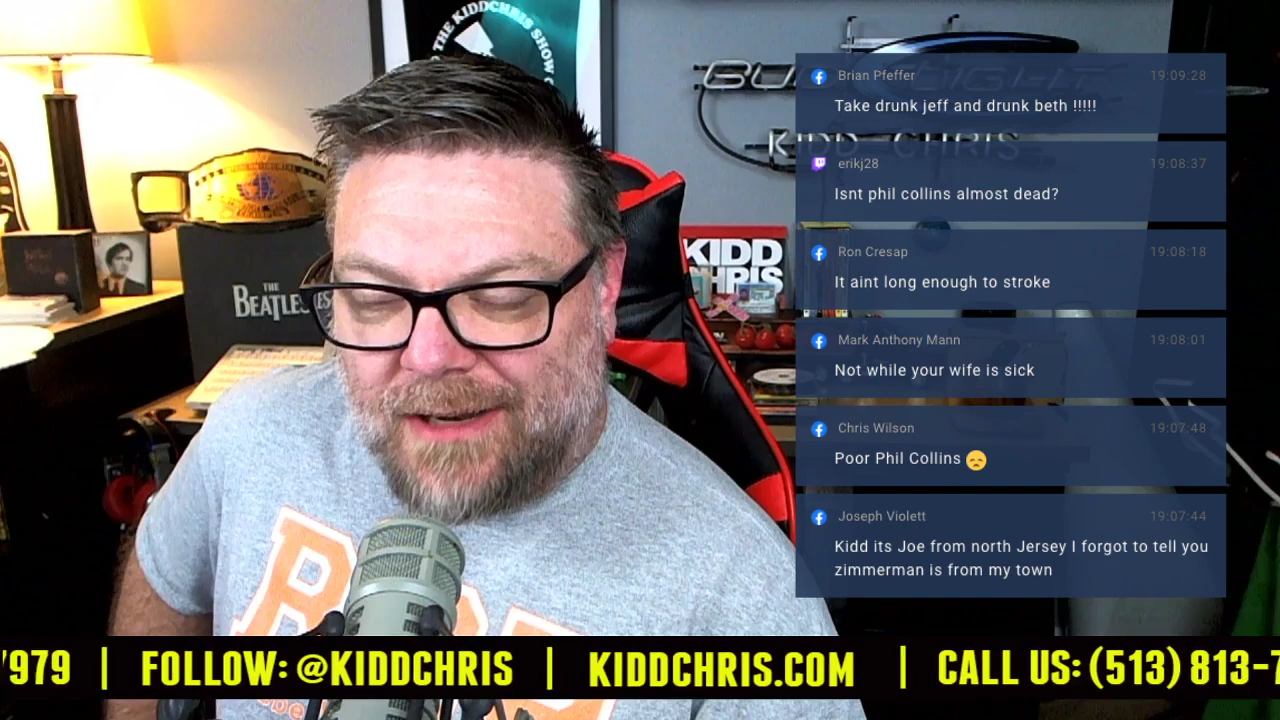 THE KIDDCHRIS SHOW
BUD LIGHT
KIDD CHRIS
KIDD
CHRIS
THE
BEATLES
Brian Pfeffer 19:09:28
Take drunk jeff and drunk beth !!!!!
erikj28 19:08:37
Isnt phil collins almost dead?
Ron Cresap 19:08:18
It aint long enough to stroke
Mark Anthony Mann 19:08:01
Not while your wife is sick
Chris Wilson 19:07:48
Poor Phil Collins 😞
Joseph Violett 19:07:44
Kidd its Joe from north Jersey I forgot to tell you
zimmerman is from my town
7979 | FOLLOW: @KIDDCHRIS | KIDDCHRIS.COM | CALL US: (513) 813-7